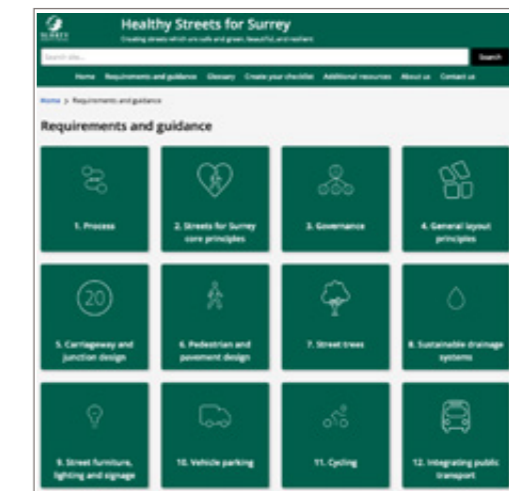 SURREY
Healthy Streets for Surrey
Creating streets which are safe and green, beautiful, and resilient
Search site...
Search
Home Requirements and guidance Glossary Create your checklist Additional resources About us Contact us
Home > Requirements and guidance
Requirements and guidance
1. Process
2. Streets for Surrey
core principles
3. Governance
4. General layout
principles
20
5. Carriageway and
junction design
6. Pedestrian and
pavement design
7. Street trees
8. Sustainable drainage
systems
9. Street furniture,
lighting and signage
10. Vehicle parking
11. Cycling
12. Integrating public
transport